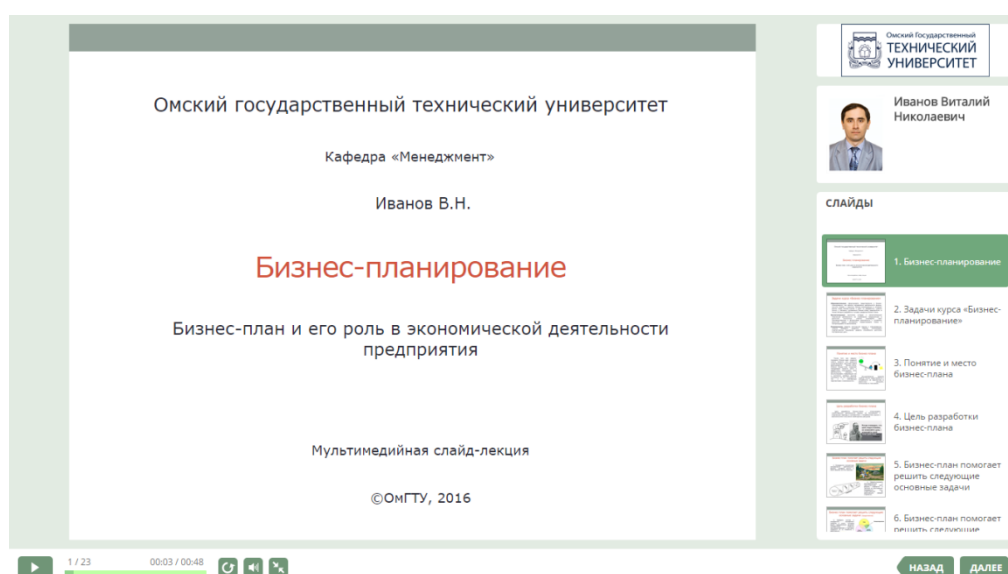 Омский государственный технический университет
Кафедра «Менеджмент»
Иванов В.Н.
Бизнес-планирование
Бизнес-план и его роль в экономической деятельности
предприятия
Мультимедийная слайд-лекция
©ОмГТУ, 2016
Омский Государственный
ТЕХНИЧЕСКИЙ
УНИВЕРСИТЕТ
Иванов Виталий
Николаевич
СЛАЙДЫ
1. Бизнес-планирование
2. Задачи курса «Бизнес-
планирование»
3. Понятие и место
бизнес-плана
4. Цель разработки
бизнес-плана
5. Бизнес-план помогает
решить следующие
основные задачи
6. Бизнес-план помогает
решить следующие
1 / 23
00:03 / 00:48
НАЗАД
ДАЛЕЕ